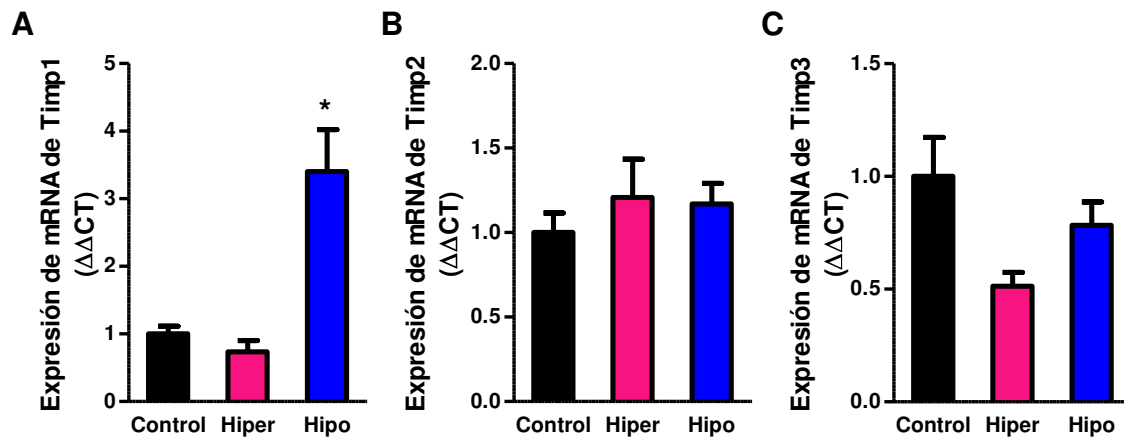 A
Expresión de mRNA de Timp1
(ΔΔCT)
5
4
3
2
1
0
*
Control Hiper Hipo
B
Expresión de mRNA de Timp2
(ΔΔCT)
2.0
1.5
1.0
0.5
0.0
Control Hiper Hipo
C
Expresión de mRNA de Timp3
(ΔΔCT)
1.5
1.0
0.5
0.0
Control Hiper Hipo